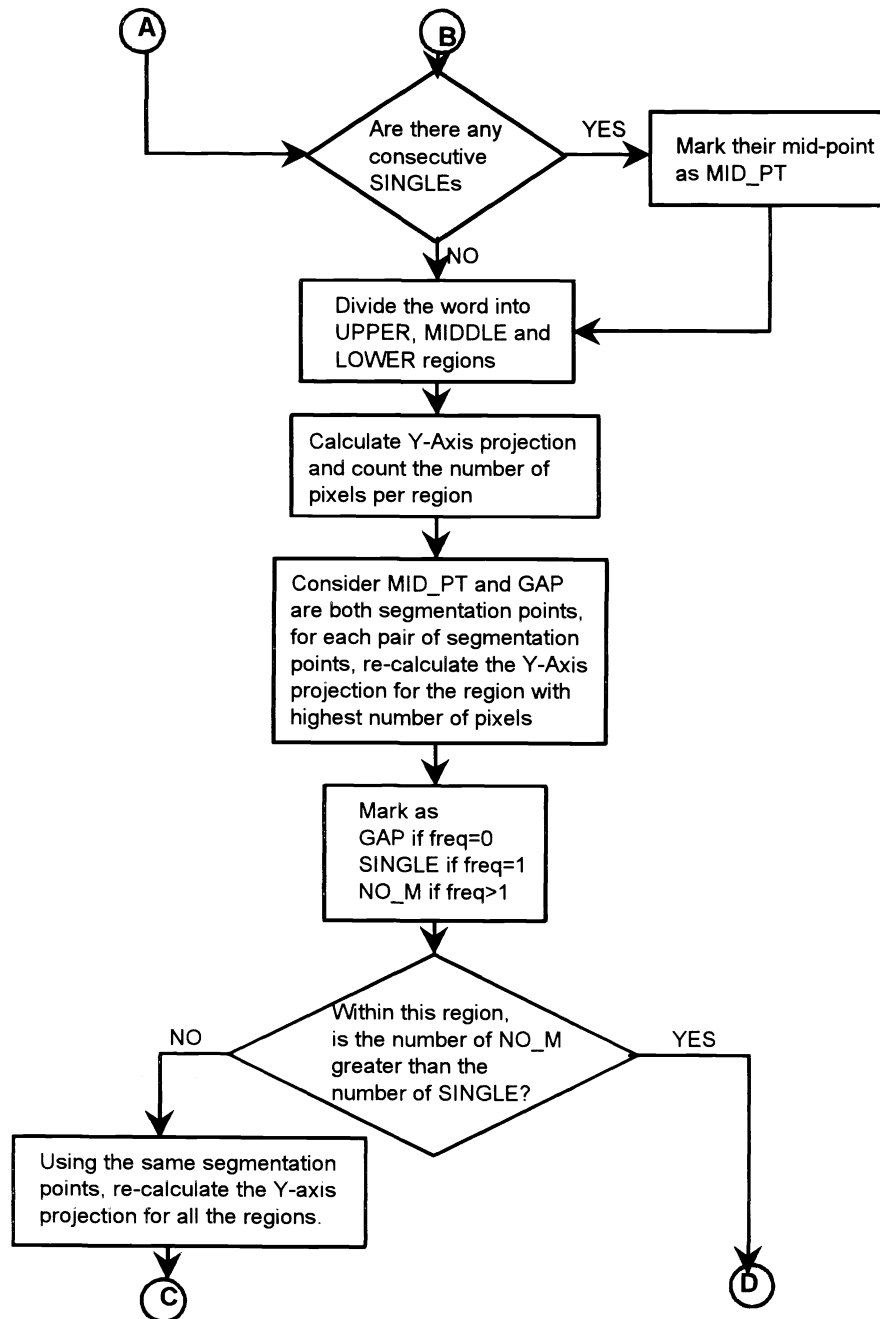 A
B
Are there any
consecutive
SINGLEs
YES
Mark their mid-point
as MID_PT
NO
Divide the word into
UPPER, MIDDLE and
LOWER regions
Calculate Y-Axis projection
and count the number of
pixels per region
Consider MID_PT and GAP
are both segmentation points,
for each pair of segmentation
points, re-calculate the Y-Axis
projection for the region with
highest number of pixels
Mark as
GAP if freq=0
SINGLE if freq=1
NO_M if freq>1
Within this region,
is the number of NO_M
greater than the
number of SINGLE?
NO
YES
Using the same segmentation
points, re-calculate the Y-axis
projection for all the regions.
C
D